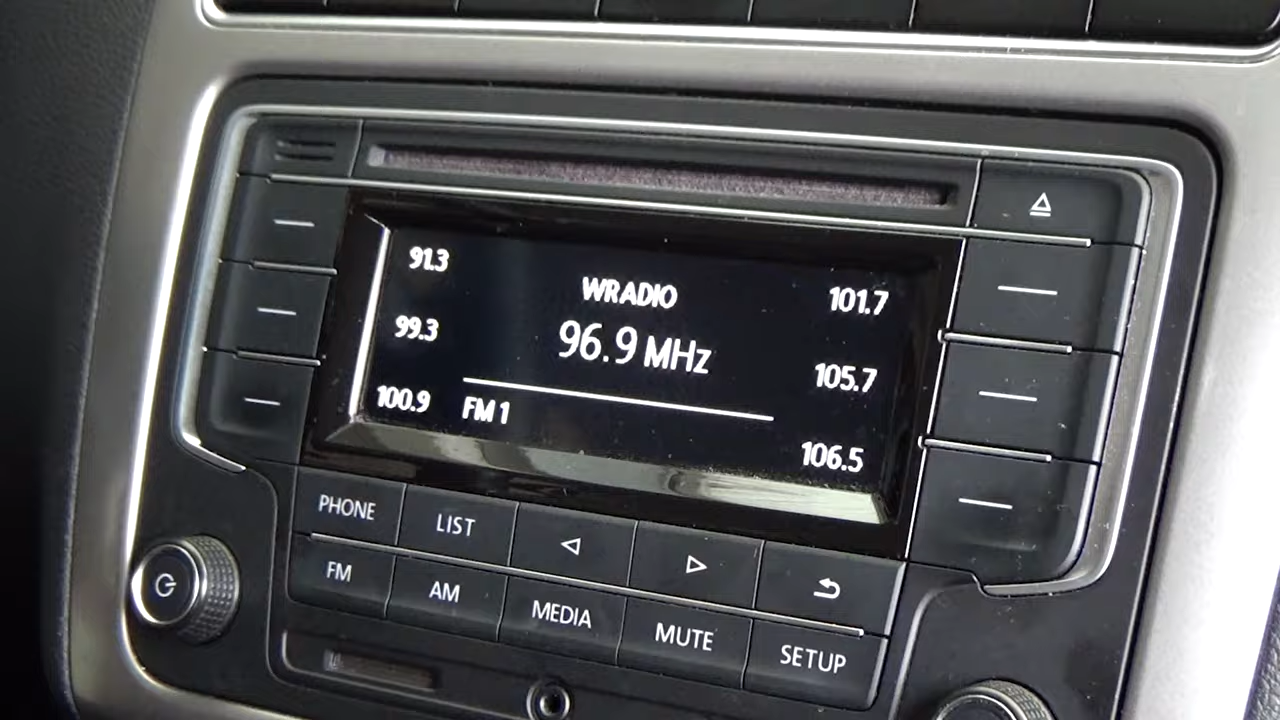 91.3
99.3
100.9
WRADIO
96.9 MHz
FM 1
101.7
105.7
106.5
PHONE
LIST
FM
AM
MEDIA
MUTE
SETUP